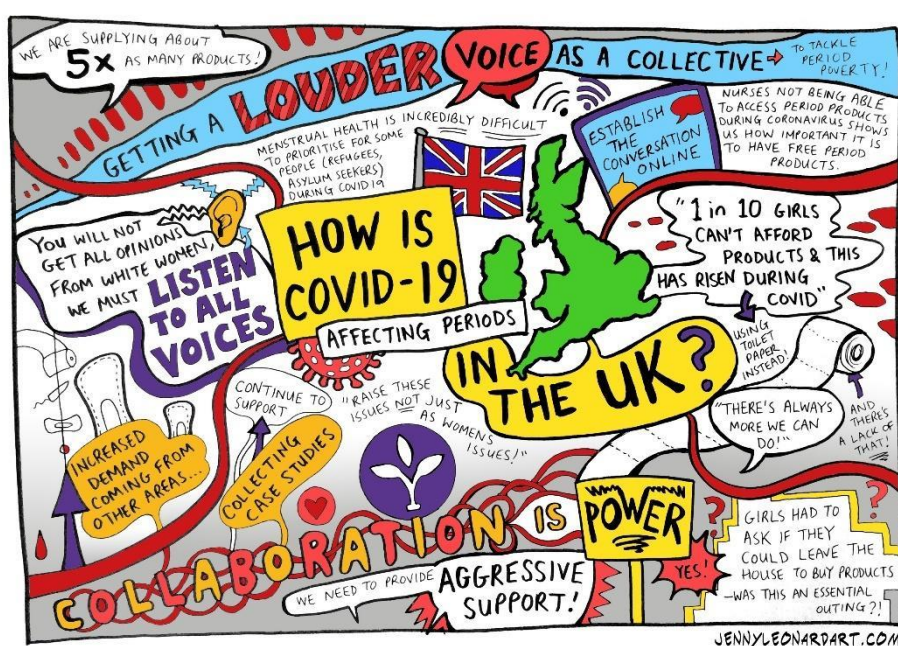 WE ARE SUPPLYING ABOUT
5X AS MANY PRODUCTS!
GETTING A LOUDER VOICE AS A COLLECTIVE
TO TACKLE
PERIOD
POVERTY!
MENSTRUAL HEALTH IS INCREDIBLY DIFFICULT
TO PRIORITISE FOR SOME
PEOPLE (REFUGEES,
ASYLUM SEEKERS)
DURING COVID19
ESTABLISH
THE
CONVERSATION
ONLINE
NURSES NOT BEING ABLE
TO ACCESS PERIOD PRODUCTS
DURING CORONAVIRUS SHOWS
US HOW IMPORTANT IT IS
TO HAVE FREE PERIOD
PRODUCTS.
YOU WILL NOT
GET ALL OPINIONS
FROM WHITE WOMEN,
WE MUST LISTEN
TO ALL
VOICES
HOW IS
COVID-19
AFFECTING PERIODS
IN
THE UK?
"1 in 10 GIRLS
CAN'T AFFORD
PRODUCTS & THIS
HAS RISEN DURING
COVID"
USING
TOILET
PAPER
INSTEAD!
AND
THERE'S
A LACK OF
THAT!
"THERE'S ALWAYS
MORE WE CAN
DO!"
INCREASED
DEMAND
COMING FROM
OTHER AREAS...
CONTINUE TO
SUPPORT
COLLECTING
CASE STUDIES
"RAISE THESE
ISSUES NOT JUST
AS WOMENS
ISSUES!"
COLLABORATION IS POWER
WE NEED TO PROVIDE
AGGRESSIVE
SUPPORT!
YES!
GIRLS HAD TO
ASK IF THEY
COULD LEAVE THE
HOUSE TO BUY PRODUCTS
-WAS THIS AN ESSENTIAL
OUTING?!
JENNYLEONARDART.COM